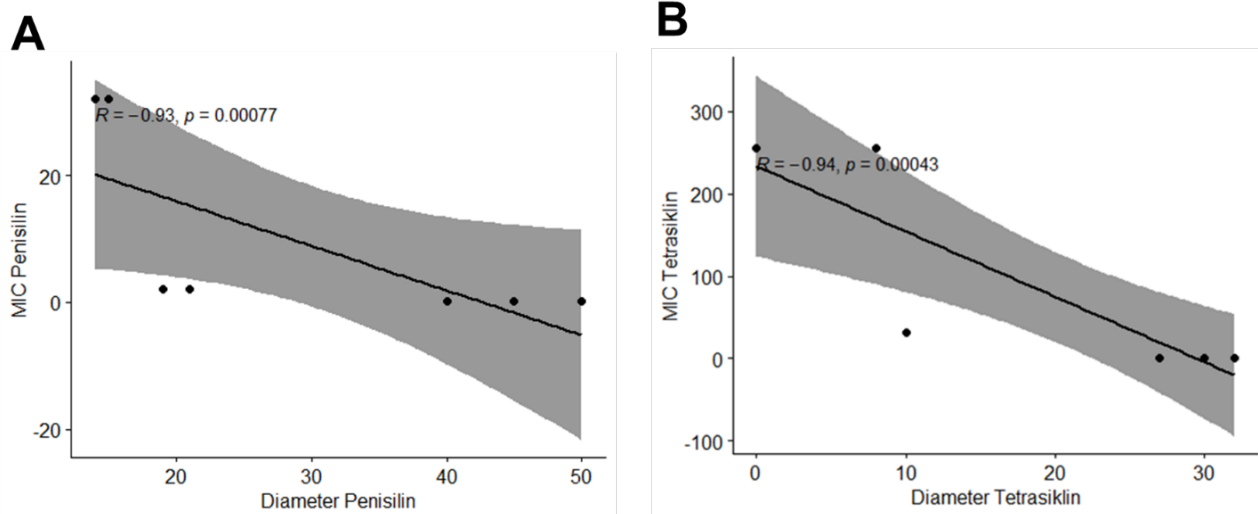 A
MIC Penisilin
20
0
-20
R = −0.93, p = 0.00077
20 30 40 50
Diameter Penisilin
B
MIC Tetrasiklin
300
200
100
0
-100
R = −0.94, p = 0.00043
0 10 20 30
Diameter Tetrasiklin